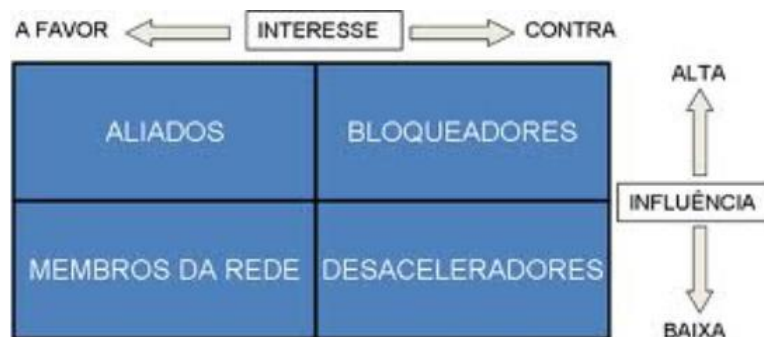 A FAVOR INTERESSE CONTRA
ALTA
ALIADOS BLOQUEADORES
INFLUÊNCIA
MEMBROS DA REDE DESACELERADORES
BAIXA